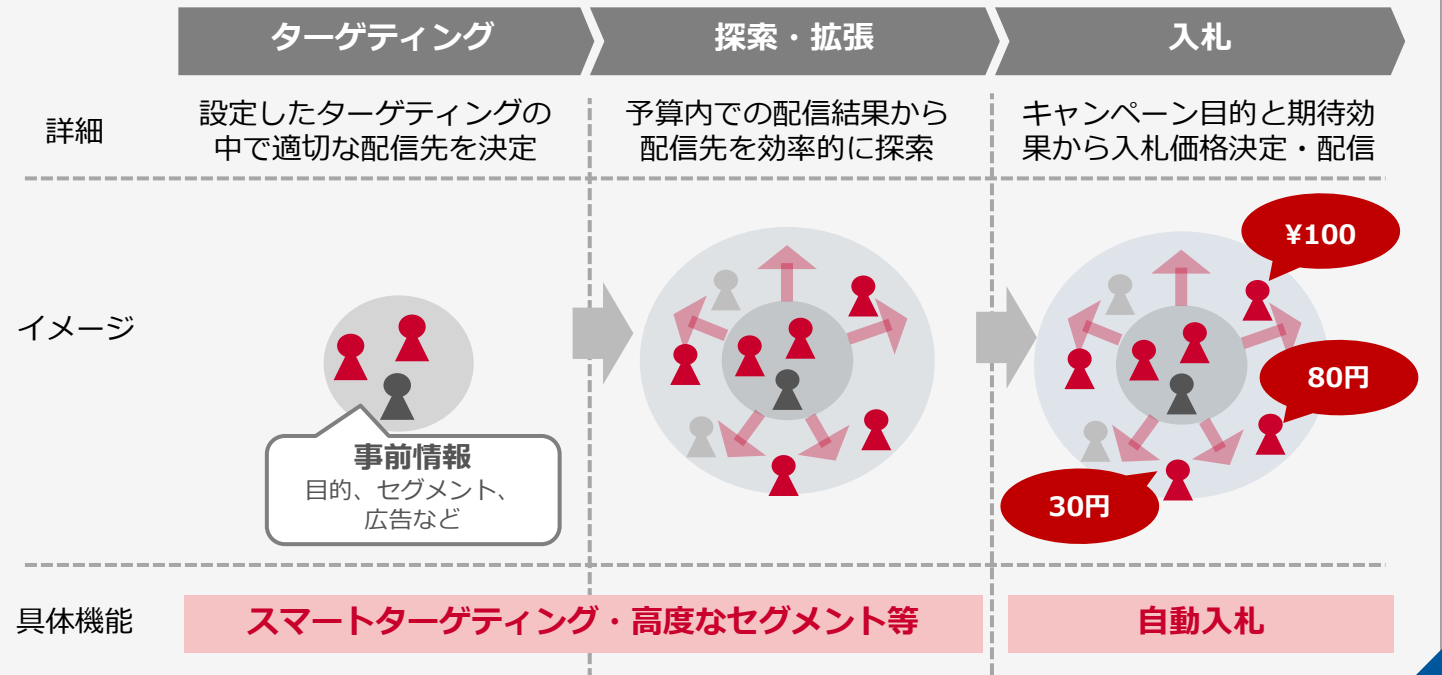 ターゲティング
探索・拡張
入札
詳細
設定したターゲティングの
中で適切な配信先を決定
予算内での配信結果から
配信先を効率的に探索
キャンペーン目的と期待効
果から入札価格決定・配信
イメージ
事前情報
目的、セグメント、
広告など
¥100
80円
30円
具体機能
スマートターゲティング・高度なセグメント等
自動入札